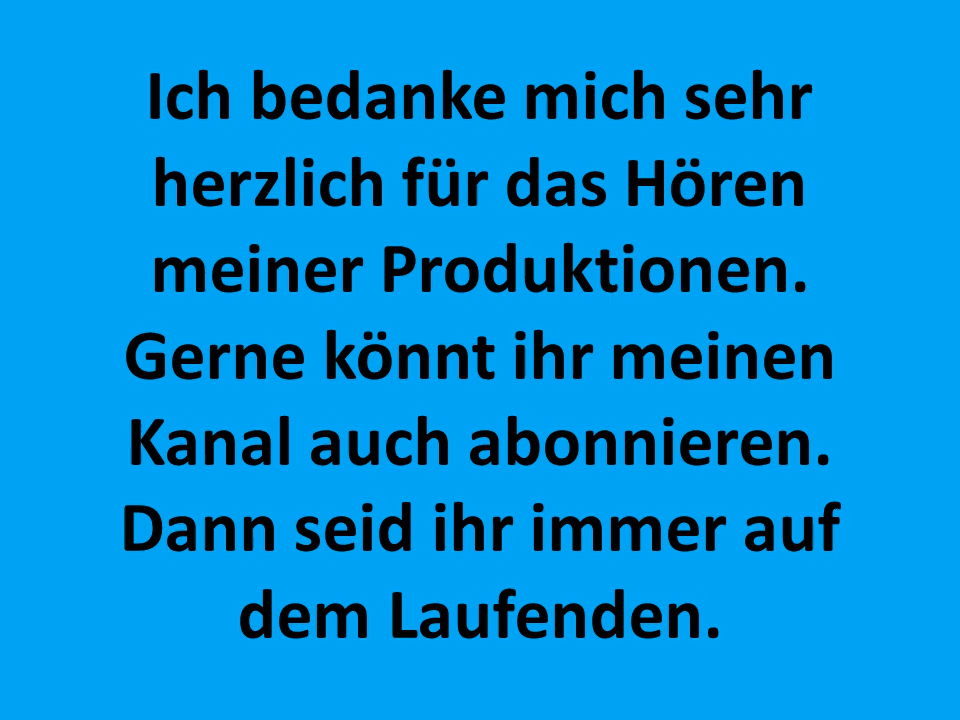 Ich bedanke mich sehr
herzlich für das Hören
meiner Produktionen.
Gerne könnt ihr meinen
Kanal auch abonnieren.
Dann seid ihr immer auf
dem Laufenden.